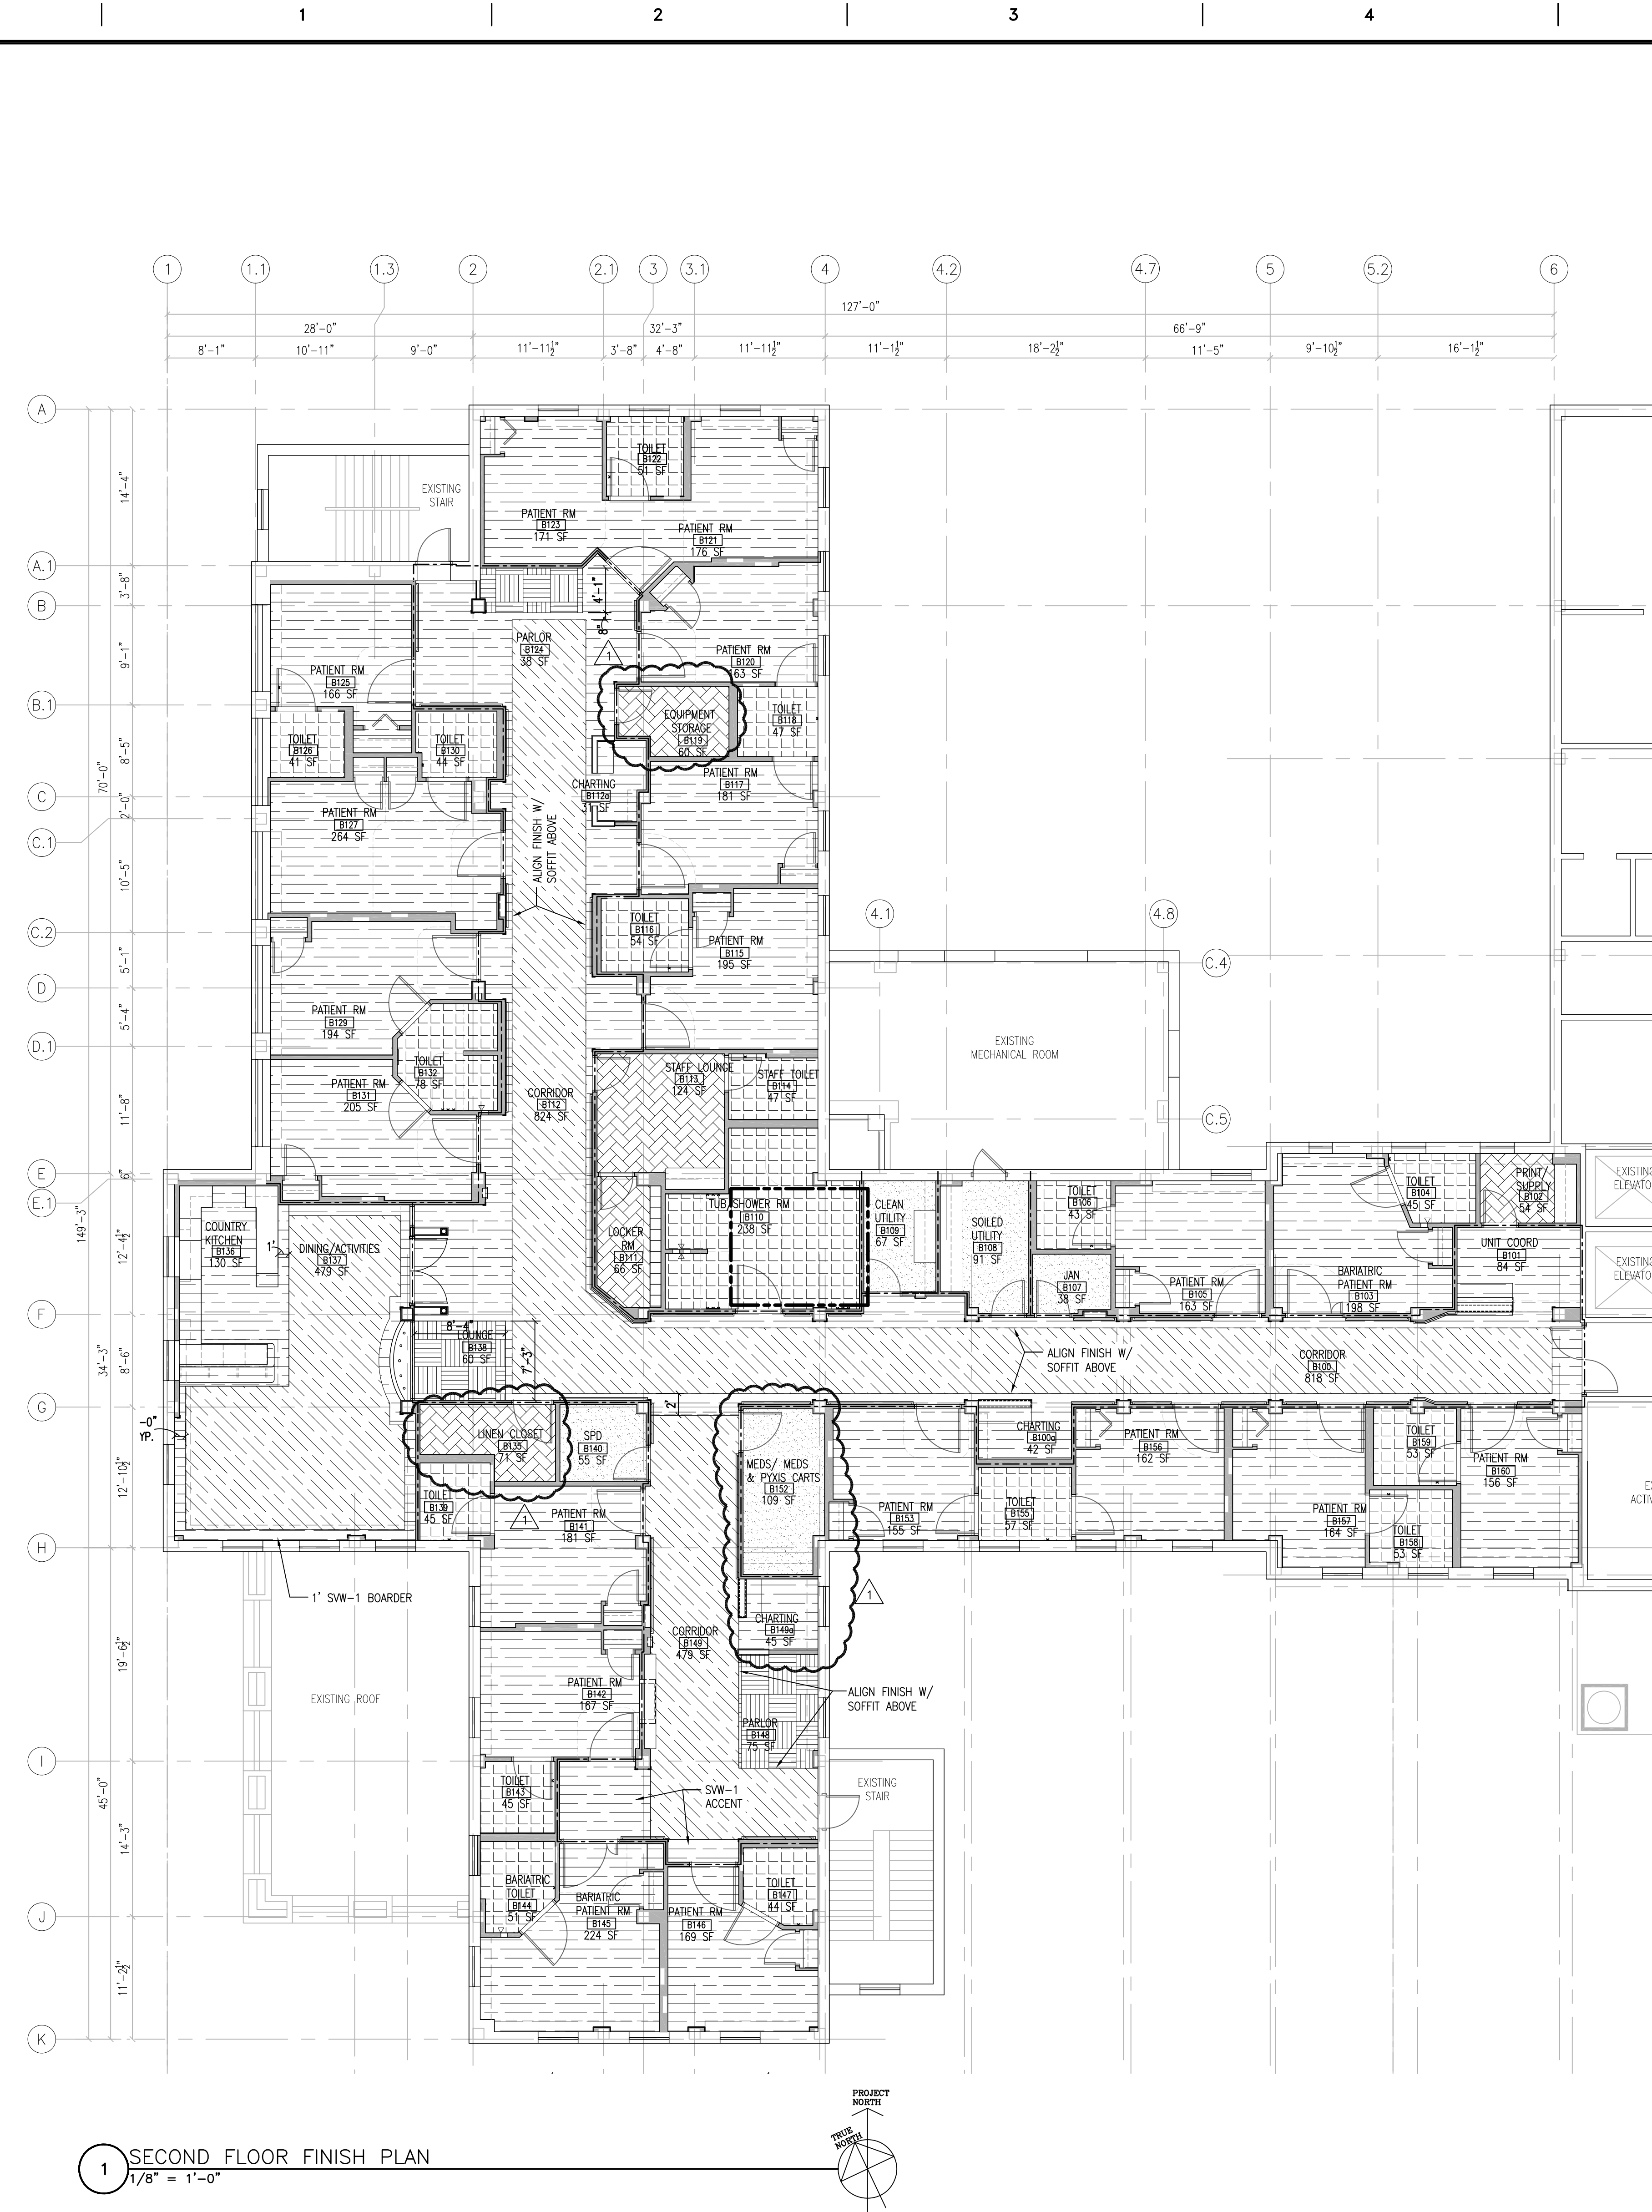 1
2
3
4
1
1.1
1.3
2
2.1
3
3.1
4
4.2
4.7
5
5.2
6
127'-0"
28'-0"
32'-3"
66'-9"
8'-1"
10'-11"
9'-0"
11'-11½"
3'-8"
4'-8"
11'-11½"
11'-1½"
18'-2½"
11'-5"
9'-10½"
16'-1½"
A
A.1
B
B.1
C
C.1
C.2
D
D.1
E
E.1
F
G
H
I
J
K
4.1
4.8
C.4
C.5
14'-4"
3'-8"
9'-1"
8'-5"
2'-0"
10'-5"
5'-1"
5'-4"
11'-8"
6"
12'-4½"
8'-6"
12'-10½"
19'-6½"
14'-3"
11'-2½"
70'-0"
149'-3"
34'-3"
45'-0"
EXISTING
STAIR
TOILET
B122
51 SF
PATIENT RM
B123
171 SF
PATIENT RM
B121
176 SF
4'-1"
8"
1
PARLOR
B124
38 SF
PATIENT RM
B120
163 SF
PATIENT RM
B125
166 SF
EQUIPMENT
STORAGE
B119
60 SF
TOILET
B118
47 SF
TOILET
B126
41 SF
TOILET
B130
44 SF
CHARTING
B112a
31 SF
PATIENT RM
B117
181 SF
PATIENT RM
B127
264 SF
ALIGN FINISH W/
SOFFIT ABOVE
TOILET
B116
54 SF
PATIENT RM
B115
195 SF
PATIENT RM
B129
194 SF
TOILET
B132
78 SF
PATIENT RM
B131
205 SF
CORRIDOR
B112
824 SF
STAFF LOUNGE
B113
124 SF
STAFF TOILET
B114
47 SF
EXISTING
MECHANICAL ROOM
COUNTRY
KITCHEN
B136
130 SF
1'
DINING/ACTIVITIES
B137
479 SF
LOCKER
RM
B111
66 SF
TUB/SHOWER RM
B110
238 SF
CLEAN
UTILITY
B109
67 SF
SOILED
UTILITY
B108
91 SF
TOILET
B106
43 SF
JAN
B107
38 SF
PATIENT RM
B105
163 SF
BARIATRIC
PATIENT RM
B103
198 SF
TOILET
B104
45 SF
PRINT/
SUPPLY
B102
54 SF
UNIT COORD
B101
84 SF
EXISTING
ELEVATO
EXISTING
ELEVATO
8'-4"
LOUNGE
B138
60 SF
7'-3"
ALIGN FINISH W/
SOFFIT ABOVE
CORRIDOR
B100
818 SF
-0"
YP.
LINEN CLOSET
B135
71 SF
SPD
B140
55 SF
2'
MEDS/ MEDS
& PYXIS CARTS
B152
109 SF
CHARTING
B100a
42 SF
PATIENT RM
B156
162 SF
TOILET
B159
53 SF
PATIENT RM
B160
156 SF
TOILET
B139
45 SF
1
PATIENT RM
B141
181 SF
PATIENT RM
B153
155 SF
TOILET
B155
57 SF
PATIENT RM
B157
164 SF
TOILET
B158
53 SF
ACTIV
1' SVW-1 BOARDER
1
CHARTING
B149a
45 SF
CORRIDOR
B149
479 SF
PATIENT RM
B142
167 SF
EXISTING ROOF
ALIGN FINISH W/
SOFFIT ABOVE
PARLOR
B148
75 SF
TOILET
B143
45 SF
SVW-1
ACCENT
EXISTING
STAIR
BARIATRIC
TOILET
B144
51 SF
BARIATRIC
PATIENT RM
B145
224 SF
PATIENT RM
B146
169 SF
TOILET
B147
44 SF
PROJECT
NORTH
TRUE
NORTH
1
SECOND FLOOR FINISH PLAN
1/8" = 1'-0"